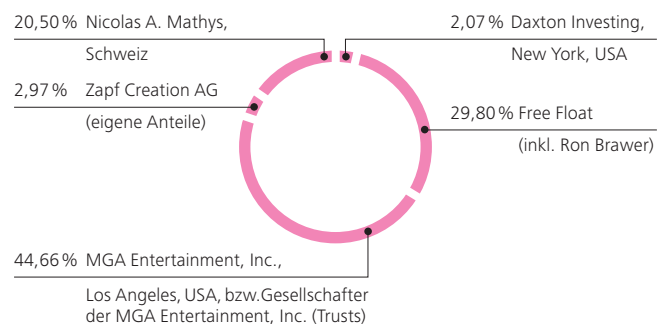 20,50 % Nicolas A. Mathys,
Schweiz
2,97 % Zapf Creation AG
(eigene Anteile)
44,66 % MGA Entertainment, Inc.,
Los Angeles, USA, bzw.Gesellschafter
der MGA Entertainment, Inc. (Trusts)
2,07 % Daxton Investing,
New York, USA
29,80 % Free Float
(inkl. Ron Brawer)